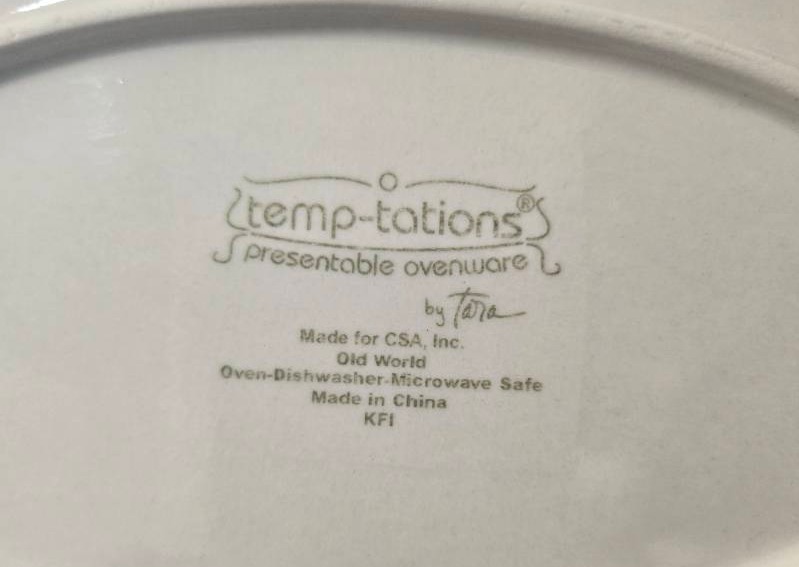 temp-tations®
presentable ovenware
by Tara
Made for CSA, Inc.
Old World
Oven-Dishwasher-Microwave Safe
Made in China
KFI